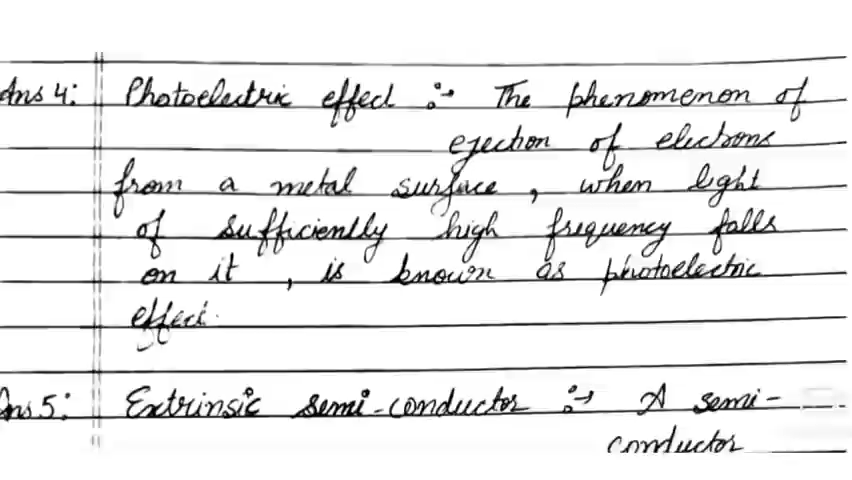 Ans 4: Photoelectric effect :→ The phenomenon of
ejection of electrons
from a metal surface, when light
of sufficiently high frequency falls
on it, is known as photoelectric
effect.
Ans 5: Extrinsic semi-conductor :→ A semi-
conductor